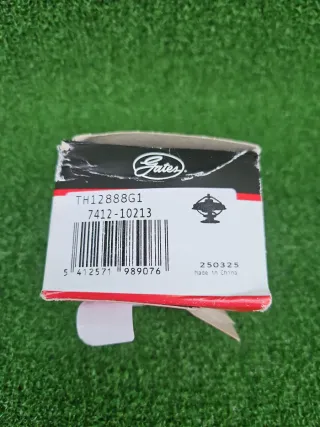 Gates
TH12888G1
7412-10213
5 412571 989076
250325
Made in China